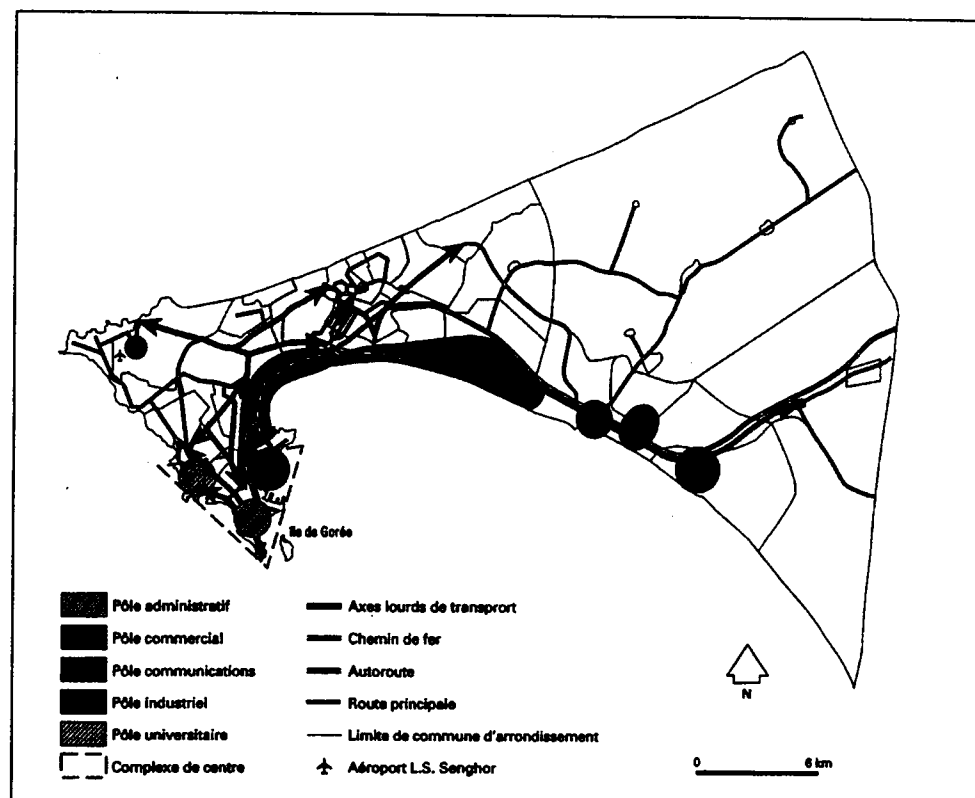 Ile de Gorée
Pôle administratif
Pôle commercial
Pôle communications
Pôle industriel
Pôle universitaire
Complexe de centre
Axes lourds de transprort
Chemin de fer
Autoroute
Route principale
Limite de commune d'arrondissement
Aéroport L.S. Senghor
N
0 6 km